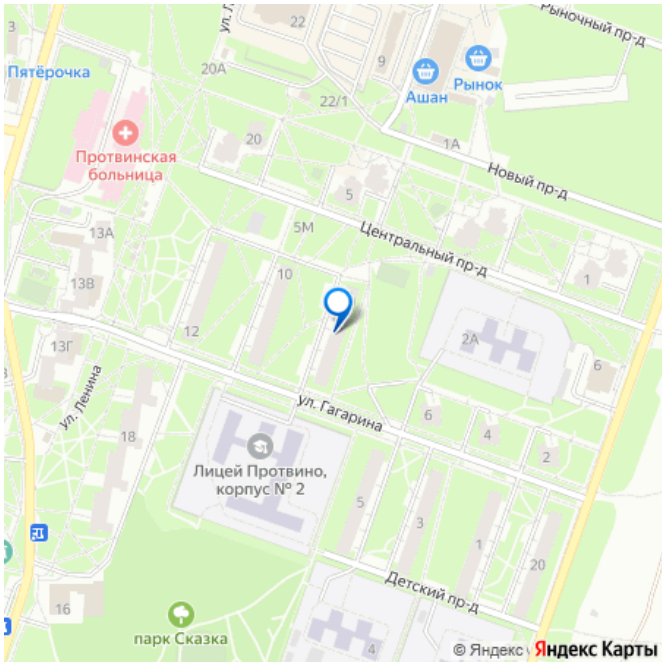 Рыночный пр-д
ул. Л
22
9
Пятёрочка
20А
Ашан
Рынок
22/1
20
1А
Протвинская
больница
Новый пр-д
5
5М
Центральный пр-д
13А
10
1
13В
12
2А
13Г
6
ул. Ленина
ул. Гагарина
6
4
2
18
Лицей Протвино,
корпус № 2
5
3
1
20
Детский пр-д
16
парк Сказка
4
© Яндекс
Яндекс Карты